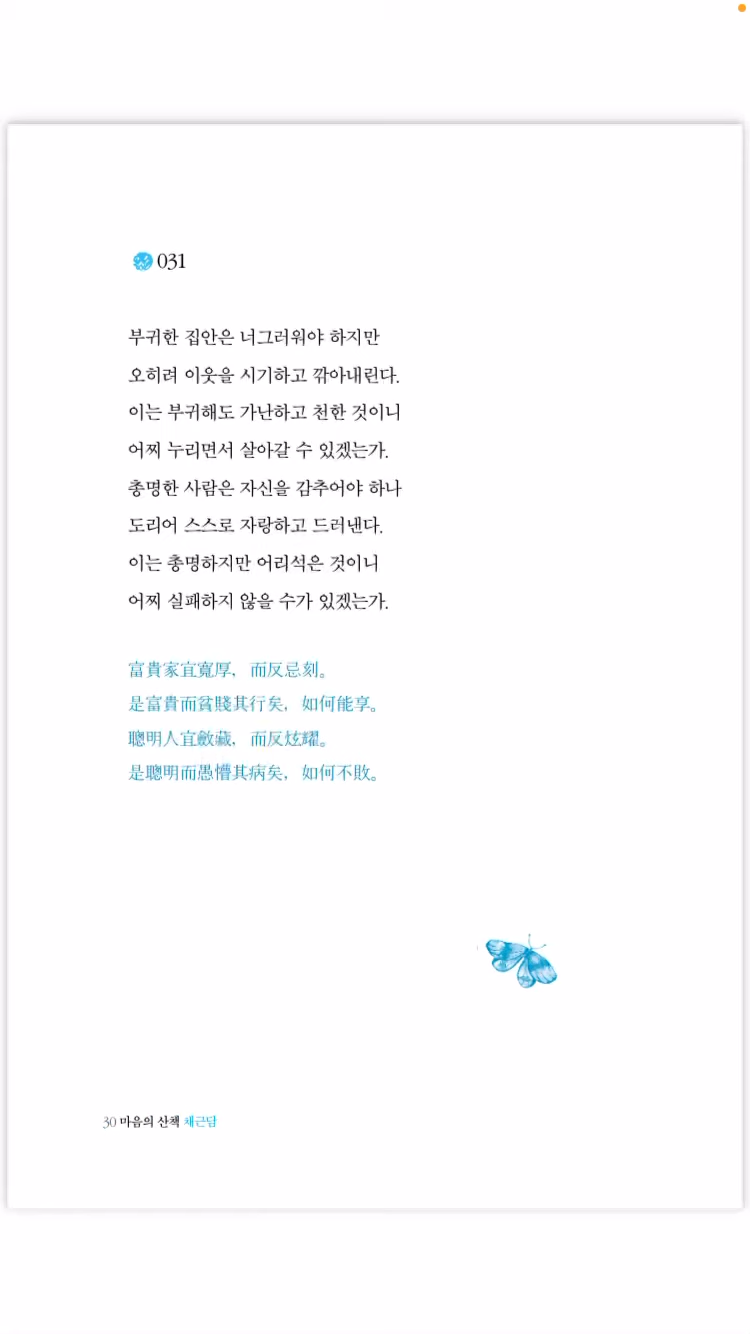 031
부귀한 집안은 너그러워야 하지만
오히려 이웃을 시기하고 깎아내린다.
이는 부귀해도 가난하고 천한 것이니
어찌 누리면서 살아갈 수 있겠는가.
총명한 사람은 자신을 감추어야 하나
도리어 스스로 자랑하고 드러낸다.
이는 총명하지만 어리석은 것이니
어찌 실패하지 않을 수가 있겠는가.
富貴家宜寬厚, 而反忌刻。
是富貴而貧賤其行矣, 如何能享。
聰明人宜斂藏, 而反炫耀。
是聰明而愚懵其病矣, 如何不敗。
30 마음의 산책 채근담